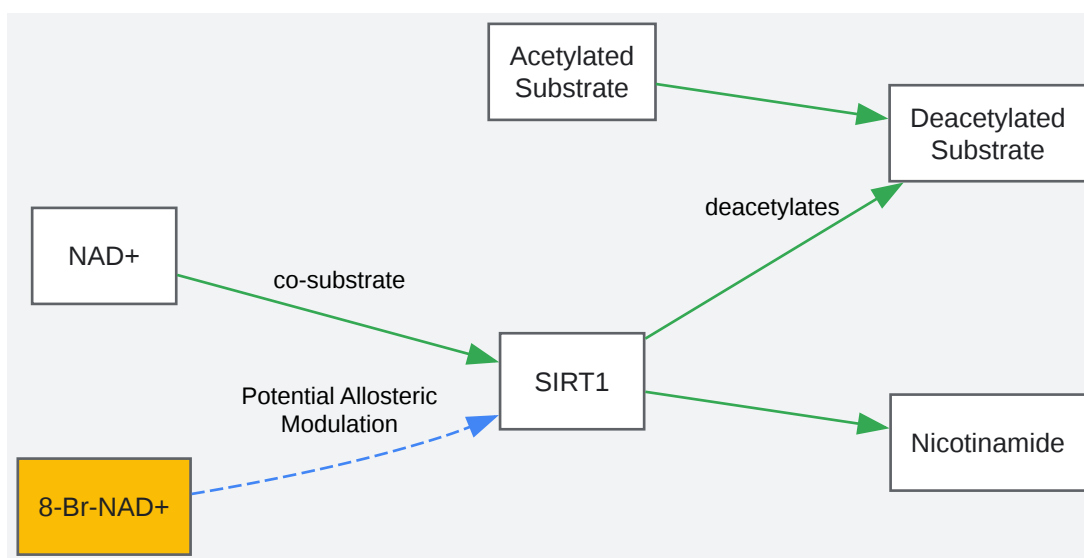 Acetylated
Substrate
Deacetylated
Substrate
deacetylates
NAD+
co-substrate
SIRT1
Potential Allosteric
Modulation
Nicotinamide
8-Br-NAD+